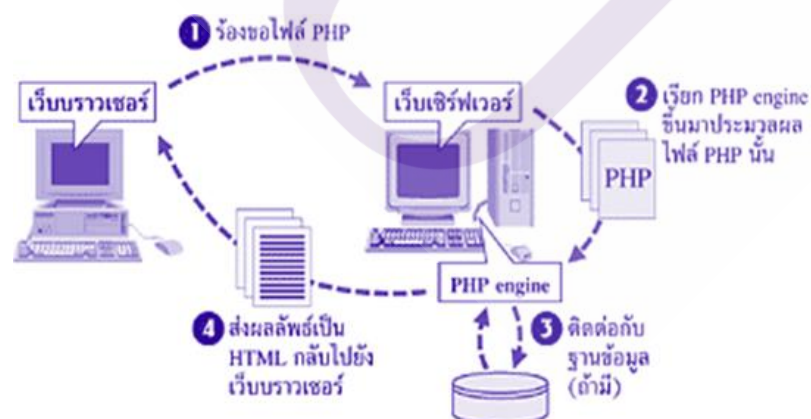 1 ร้องขอไฟล์ PHP
เว็บบราวเซอร์
เว็บเซิร์ฟเวอร์
2 เรียก PHP engine
ขึ้นมาประมวลผล
ไฟล์ PHP นั้น
PHP
PHP engine
3 ติดต่อกับ
ฐานข้อมูล
(ถ้ามี)
4 ส่งผลลัพธ์เป็น
HTML กลับไปยัง
เว็บบราวเซอร์